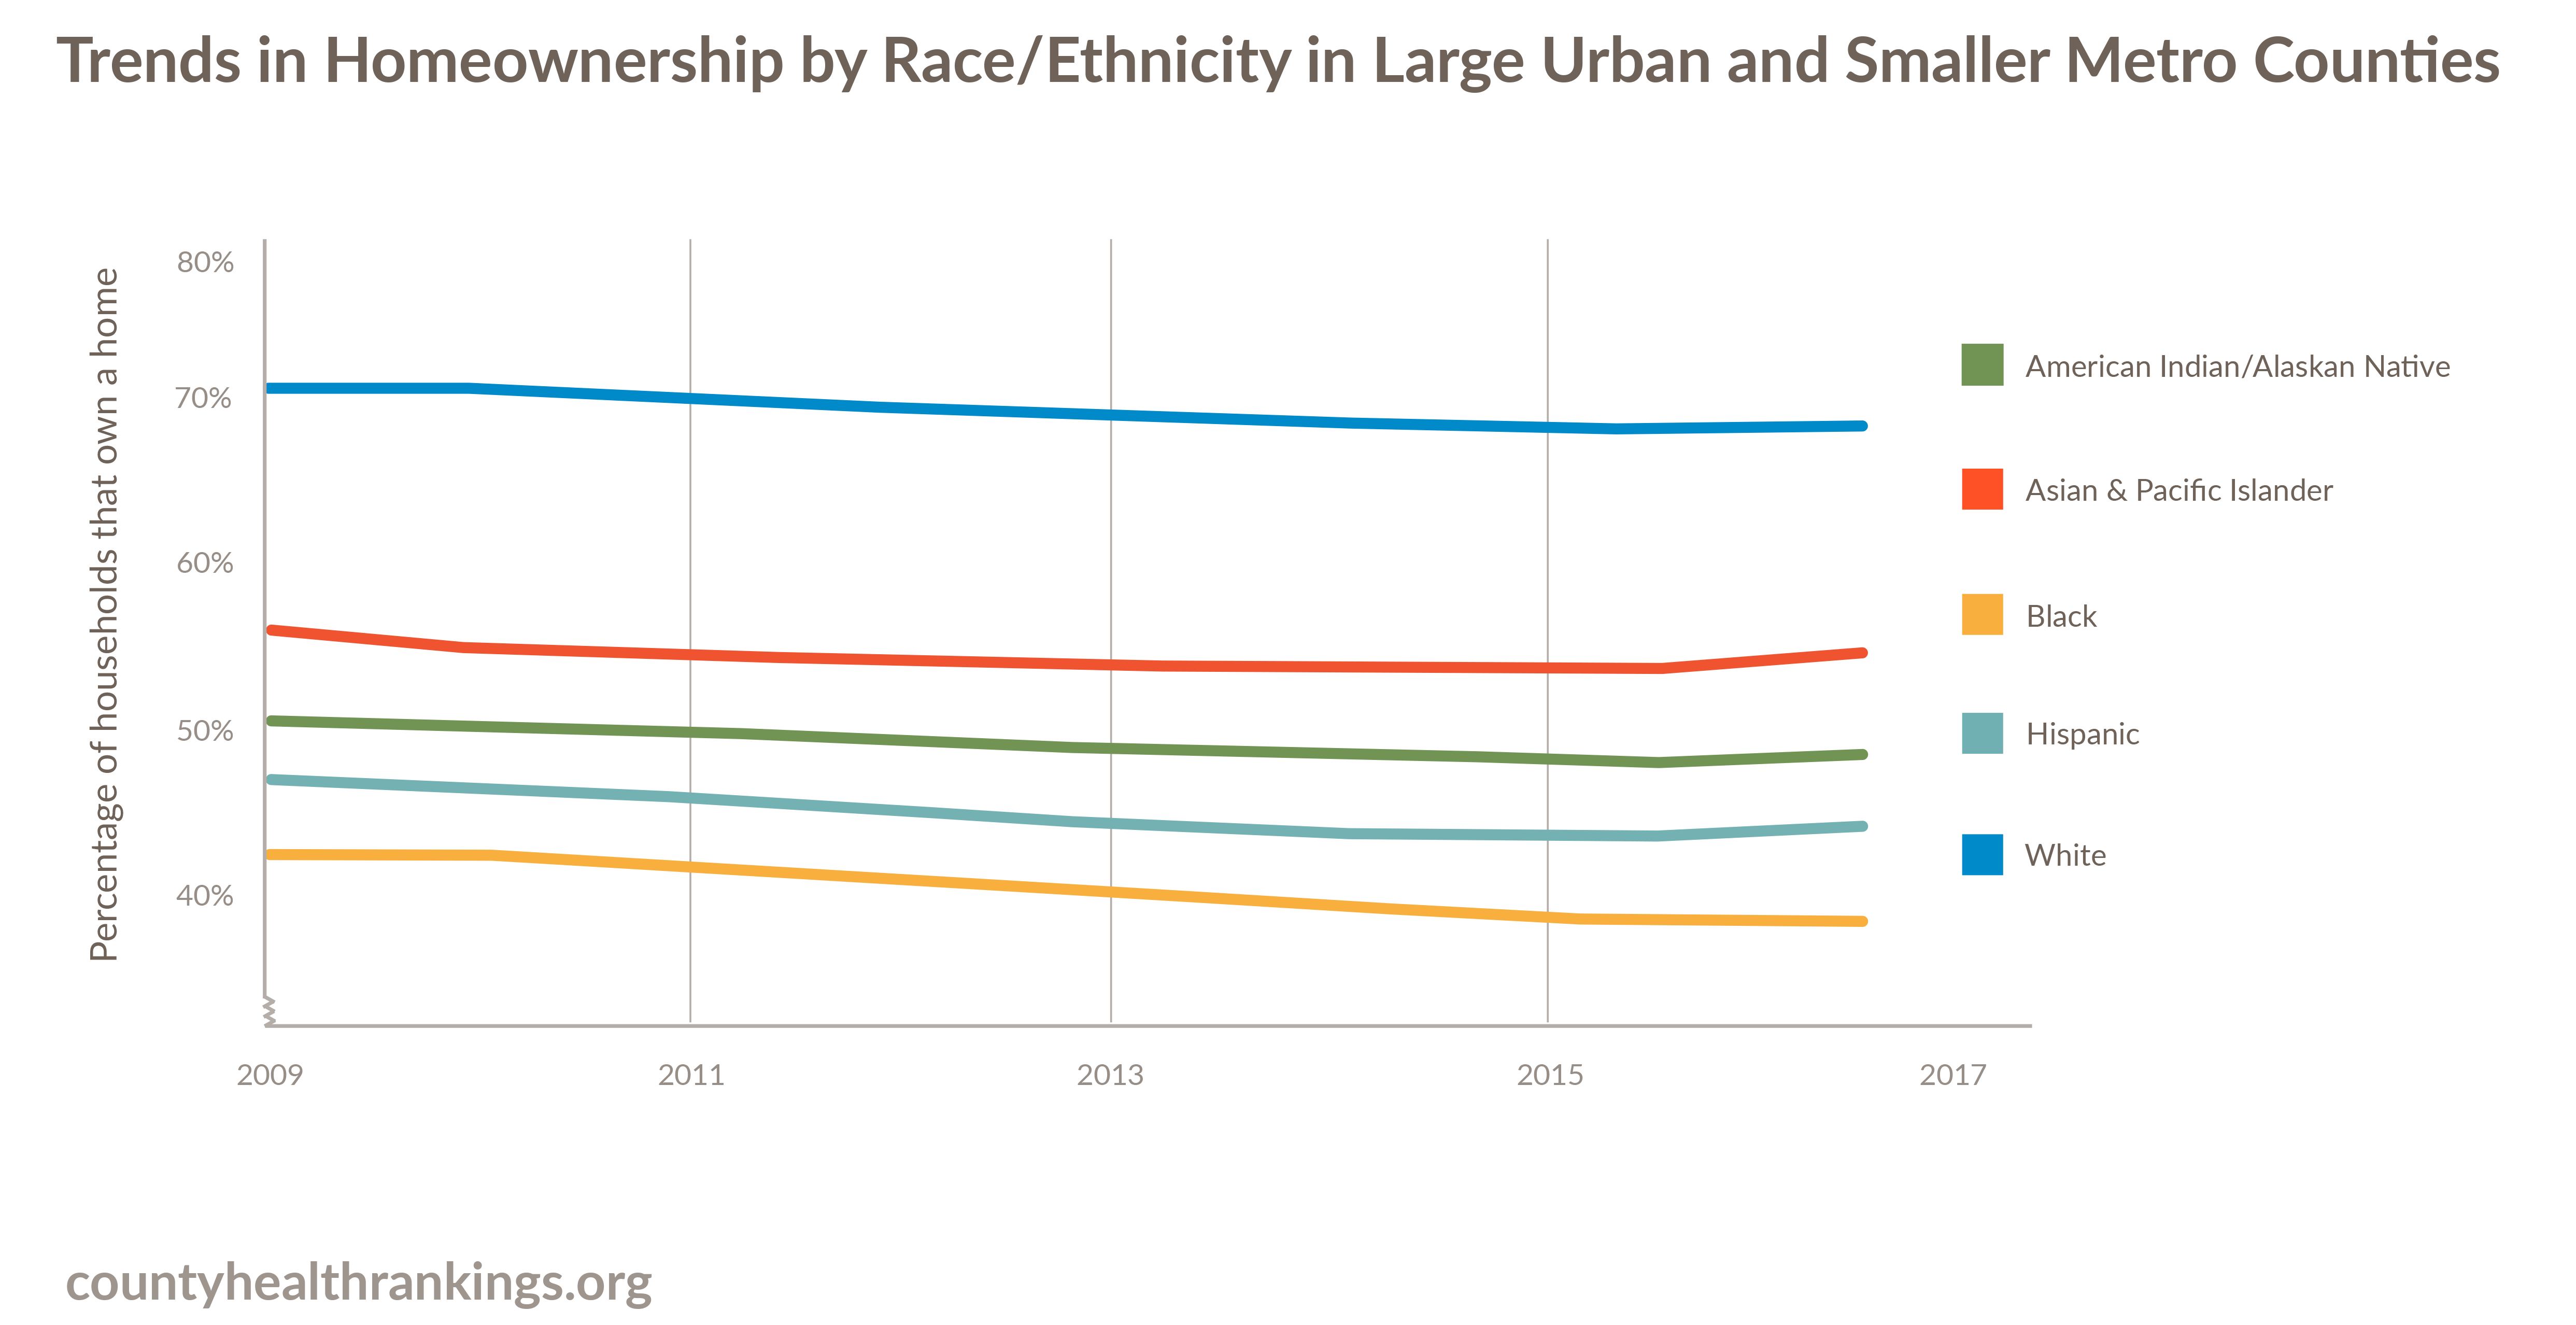 Trends in Homeownership by Race/Ethnicity in Large Urban and Smaller Metro Counties
Percentage of households that own a home
80%
70%
60%
50%
40%
2009
2011
2013
2015
2017
American Indian/Alaskan Native
Asian & Pacific Islander
Black
Hispanic
White
countyhealthrankings.org